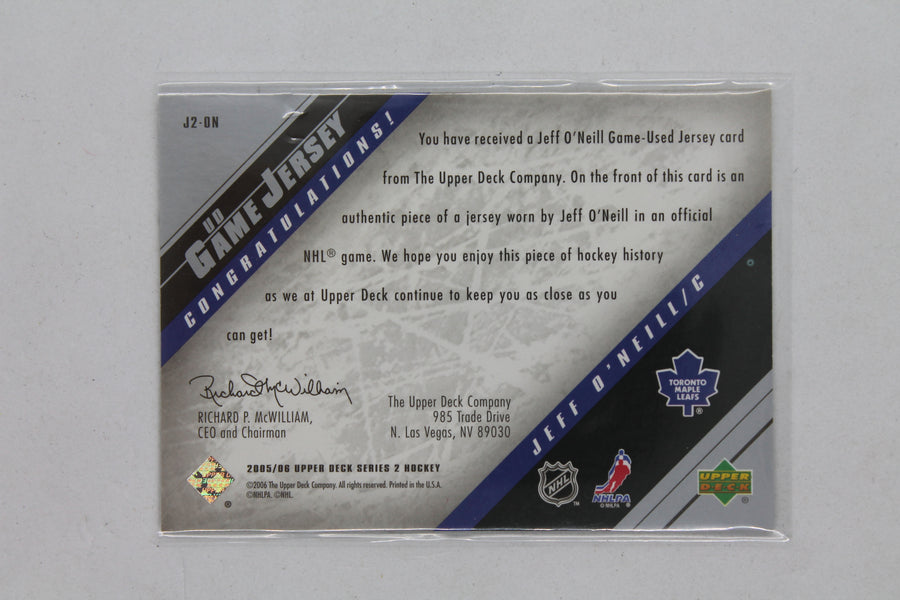 J2-ON
UD
GAME JERSEY
CONGRATULATIONS!
You have received a Jeff O'Neill Game-Used Jersey card
from The Upper Deck Company. On the front of this card is an
authentic piece of a jersey worn by Jeff O'Neill in an official
NHL® game. We hope you enjoy this piece of hockey history
as we at Upper Deck continue to keep you as close as you
can get!
Richard McWilliam
RICHARD P. McWILLIAM,
CEO and Chairman
The Upper Deck Company
985 Trade Drive
N. Las Vegas, NV 89030
2005/06 UPPER DECK SERIES 2 HOCKEY
©2006 The Upper Deck Company. All rights reserved. Printed in the U.S.A.
©NHLPA. ©NHL.
®
JEFF O'NEILL/C
TORONTO
MAPLE
LEAFS
®
NHL
™
NHLPA
© NHLPA ®
UPPER
DECK
®